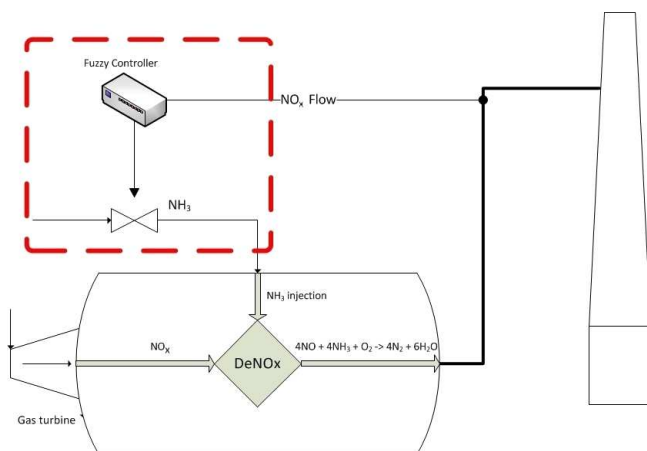 Fuzzy Controller
NOₓ Flow
NH₃
NH₃ injection
NOₓ
DeNOx
4NO + 4NH₃ + O₂ -> 4N₂ + 6H₂O
Gas turbine